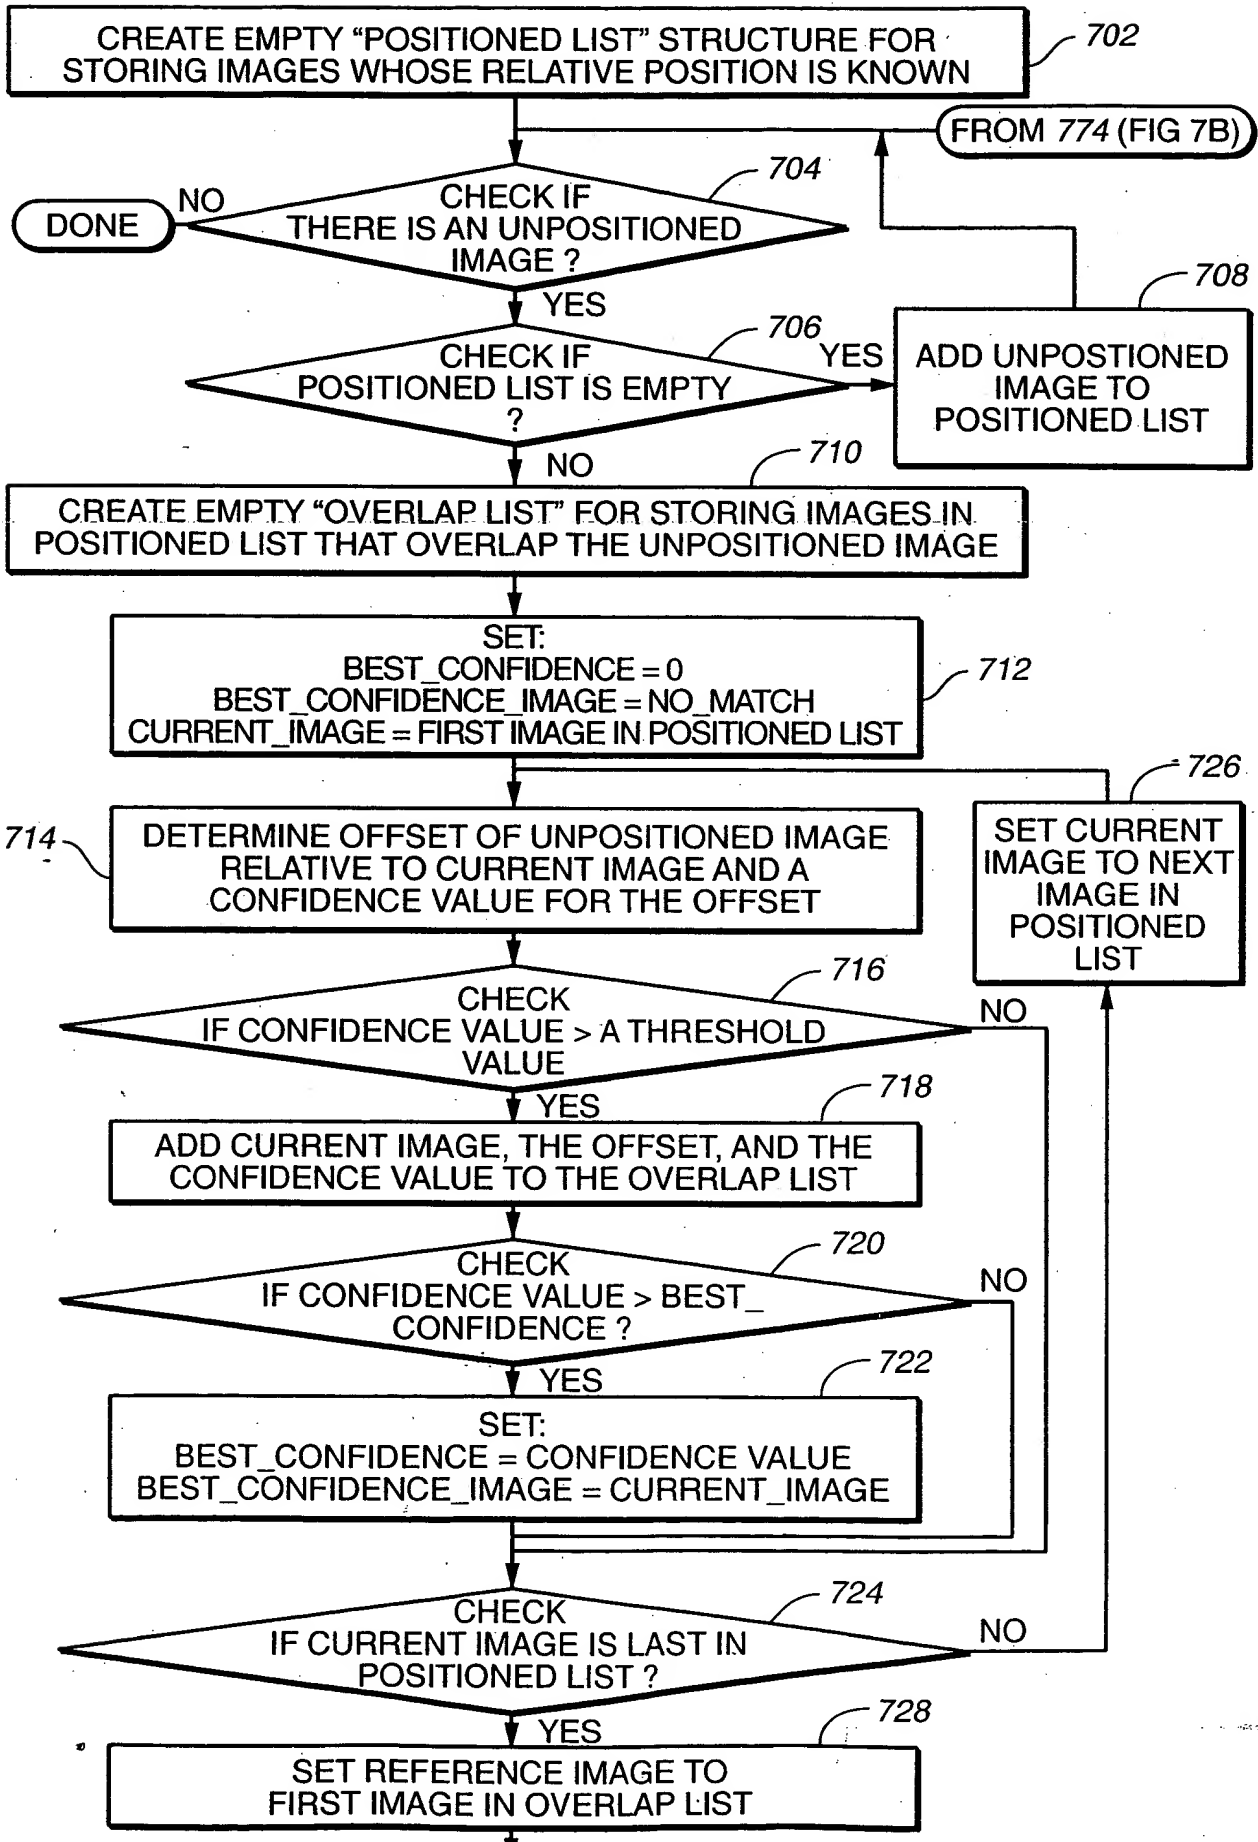 CREATE EMPTY “POSITIONED LIST” STRUCTURE FOR
STORING IMAGES WHOSE RELATIVE POSITION IS KNOWN
702
FROM 774 (FIG 7B)
704
CHECK IF
THERE IS AN UNPOSITIONED
IMAGE ?
NO
DONE
YES
706
CHECK IF
POSITIONED LIST IS EMPTY
?
YES
708
ADD UNPOSTIONED
IMAGE TO
POSITIONED LIST
NO
710
CREATE EMPTY “OVERLAP LIST” FOR STORING IMAGES IN
POSITIONED LIST THAT OVERLAP THE UNPOSITIONED IMAGE
SET:
BEST_CONFIDENCE = 0
BEST_CONFIDENCE_IMAGE = NO_MATCH
CURRENT_IMAGE = FIRST IMAGE IN POSITIONED LIST
712
726
SET CURRENT
IMAGE TO NEXT
IMAGE IN
POSITIONED
LIST
714
DETERMINE OFFSET OF UNPOSITIONED IMAGE
RELATIVE TO CURRENT IMAGE AND A
CONFIDENCE VALUE FOR THE OFFSET
716
CHECK
IF CONFIDENCE VALUE > A THRESHOLD
VALUE
NO
YES
718
ADD CURRENT IMAGE, THE OFFSET, AND THE
CONFIDENCE VALUE TO THE OVERLAP LIST
720
CHECK
IF CONFIDENCE VALUE > BEST_
CONFIDENCE ?
NO
YES
722
SET:
BEST_CONFIDENCE = CONFIDENCE VALUE
BEST_CONFIDENCE_IMAGE = CURRENT_IMAGE
724
CHECK
IF CURRENT IMAGE IS LAST IN
POSITIONED LIST ?
NO
YES
728
SET REFERENCE IMAGE TO
FIRST IMAGE IN OVERLAP LIST